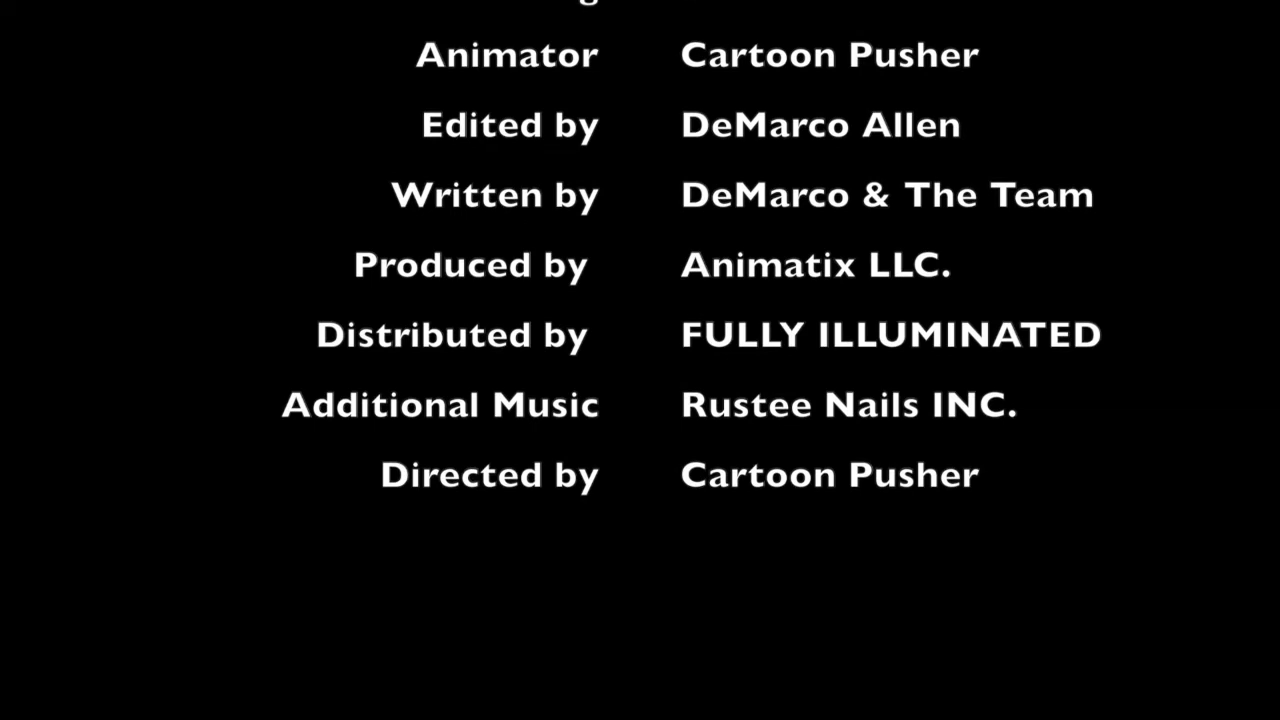 Animator Cartoon Pusher
Edited by DeMarco Allen
Written by DeMarco & The Team
Produced by Animatix LLC.
Distributed by FULLY ILLUMINATED
Additional Music Rustee Nails INC.
Directed by Cartoon Pusher